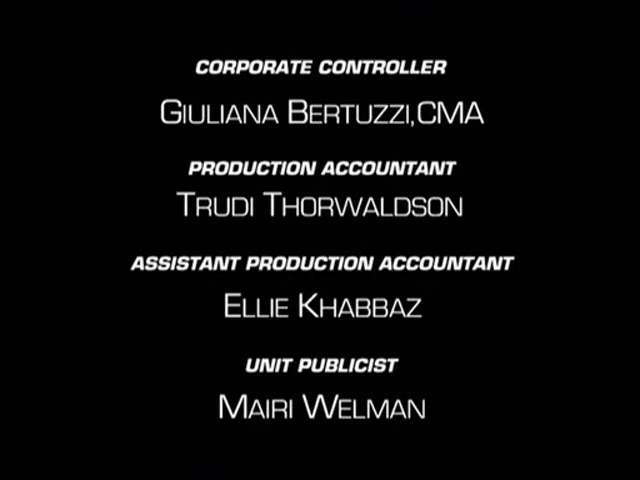 CORPORATE CONTROLLER
GIULIANA BERTUZZI,CMA
PRODUCTION ACCOUNTANT
TRUDI THORWALDSON
ASSISTANT PRODUCTION ACCOUNTANT
ELLIE KHABBAZ
UNIT PUBLICIST
MAIRI WELMAN